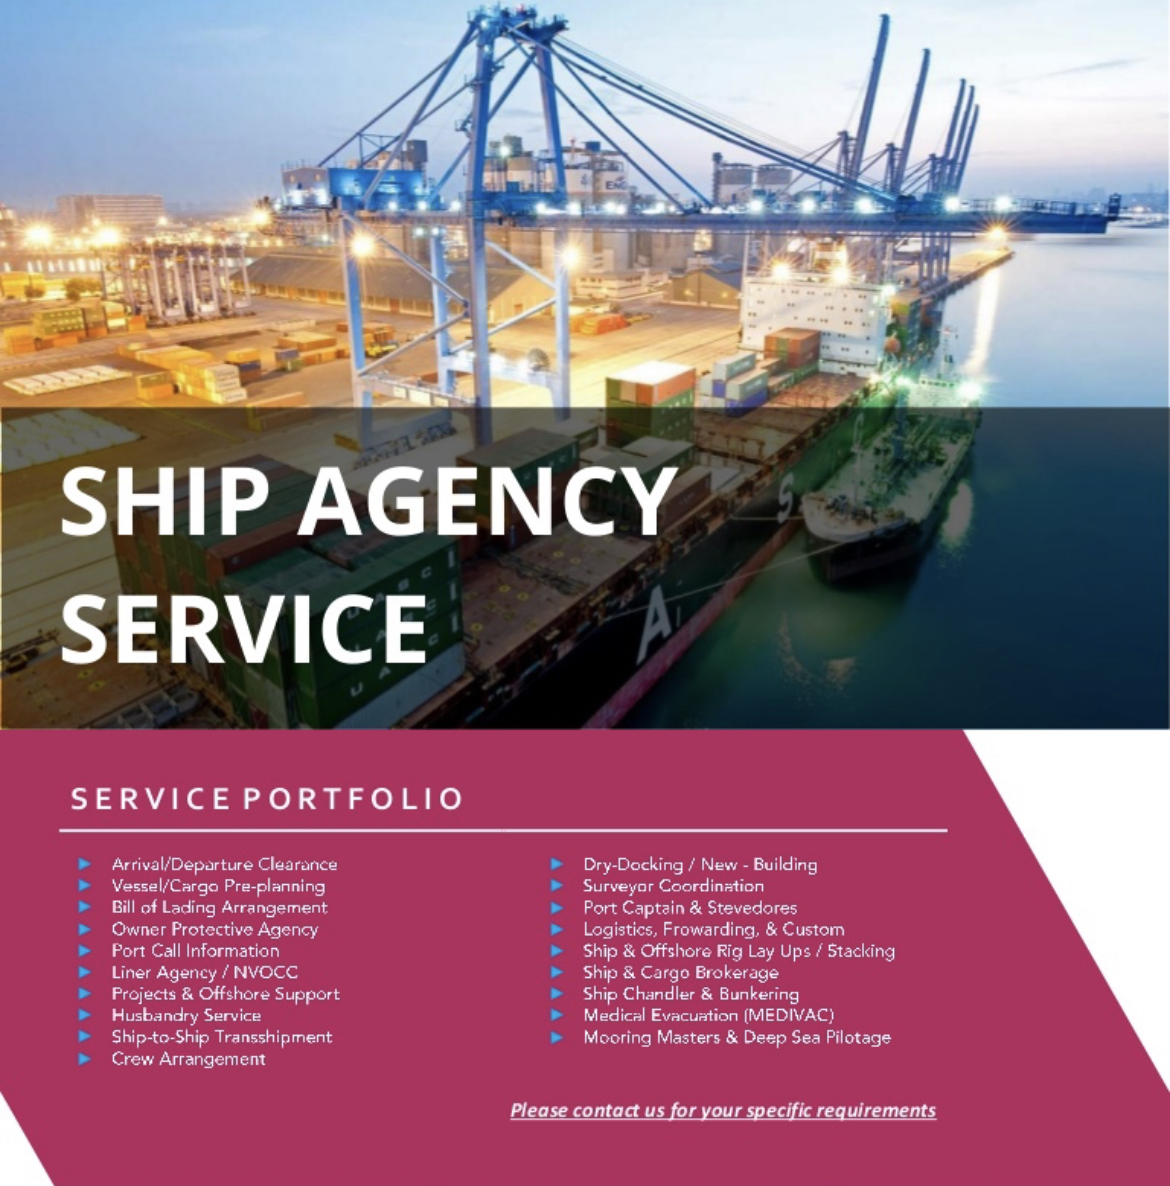 ENG
SHIP AGENCY
SERVICE
S
A
U A S C
U A S C
U A S C
SERVICE PORTFOLIO
Arrival/Departure Clearance
Vessel/Cargo Pre-planning
Bill of Lading Arrangement
Owner Protective Agency
Port Call Information
Liner Agency / NVOCC
Projects & Offshore Support
Husbandry Service
Ship-to-Ship Transshipment
Crew Arrangement
Dry-Docking / New - Building
Surveyor Coordination
Port Captain & Stevedores
Logistics, Frowarding, & Custom
Ship & Offshore Rig Lay Ups / Stacking
Ship & Cargo Brokerage
Ship Chandler & Bunkering
Medical Evacuation (MEDIVAC)
Mooring Masters & Deep Sea Pilotage
Please contact us for your specific requirements